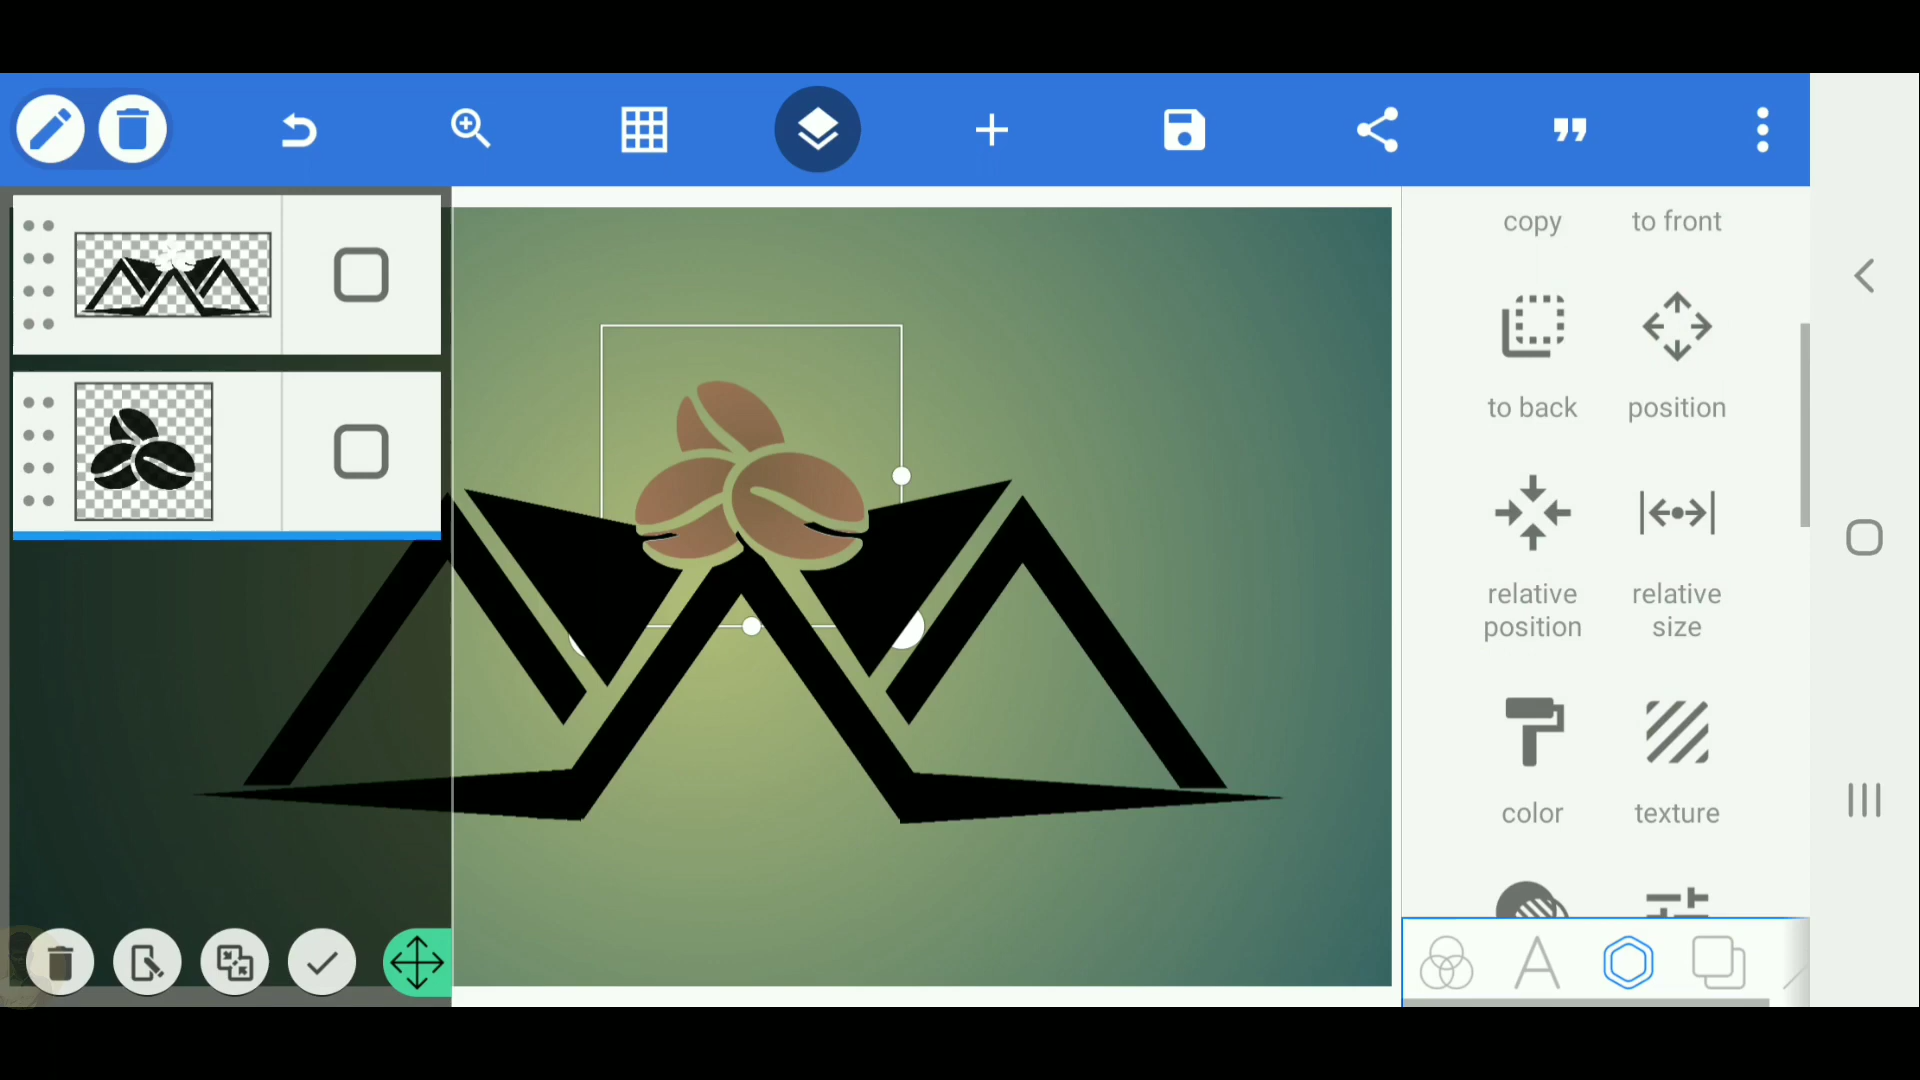 copy
to front
to back
position
relative
position
relative
size
color
texture